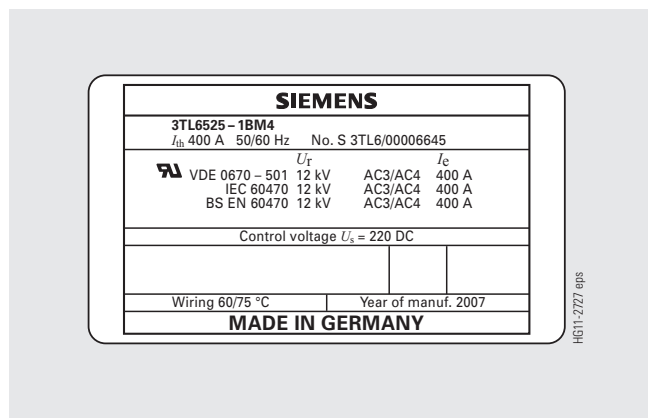 SIEMENS
3TL6525 – 1BM4
Ith 400 A 50/60 Hz No. S 3TL6/00006645
Ur Ie
VDE 0670 – 501 12 kV AC3/AC4 400 A
IEC 60470 12 kV AC3/AC4 400 A
BS EN 60470 12 kV AC3/AC4 400 A
Control voltage Us = 220 DC
Wiring 60/75 °C Year of manuf. 2007
MADE IN GERMANY
HG11-2727 eps